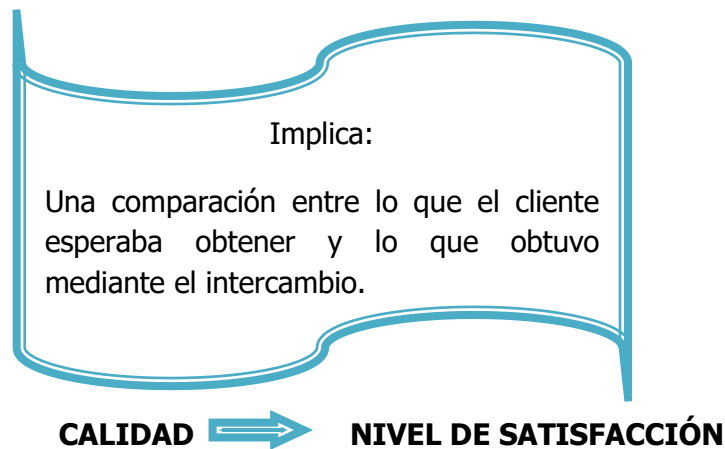 Implica:
Una comparación entre lo que el cliente
esperaba obtener y lo que obtuvo
mediante el intercambio.
CALIDAD NIVEL DE SATISFACCIÓN